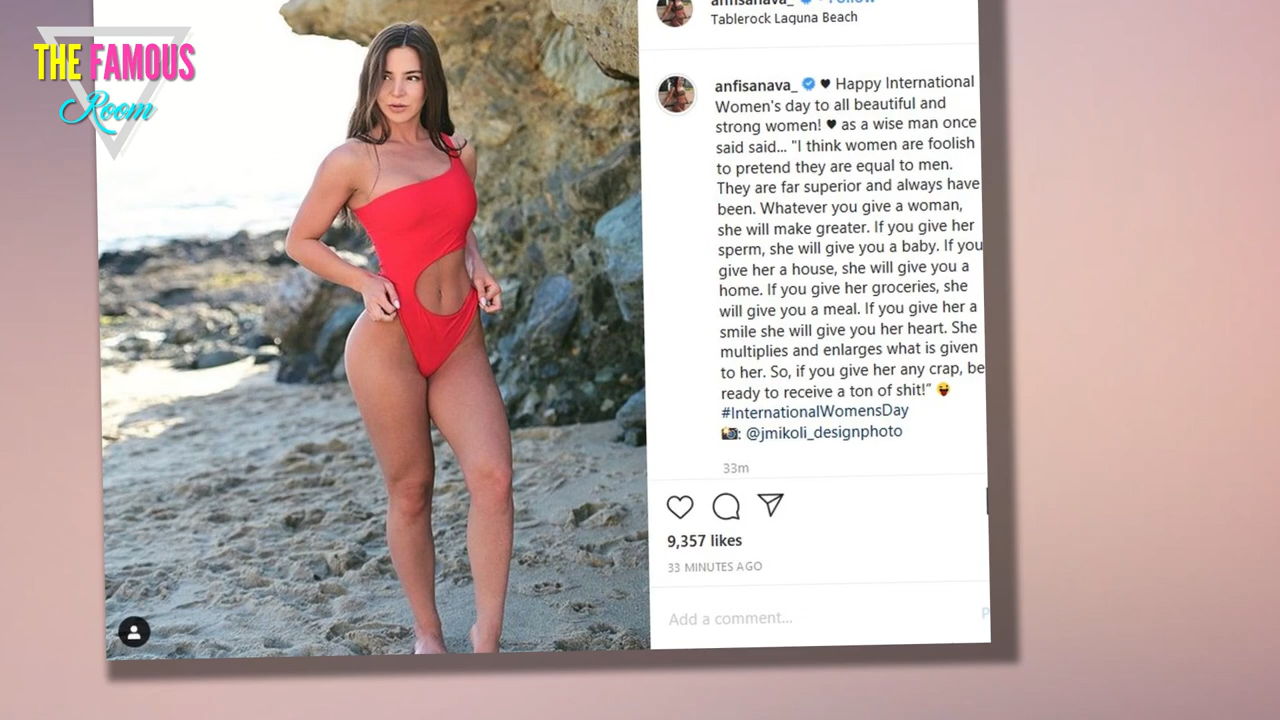 THE FAMOUS
Room
Tablerock Laguna Beach
anfisanava_ ♥ Happy International
Women's day to all beautiful and
strong women! ♥ as a wise man once
said said... "I think women are foolish
to pretend they are equal to men.
They are far superior and always have
been. Whatever you give a woman,
she will make greater. If you give her
sperm, she will give you a baby. If you
give her a house, she will give you a
home. If you give her groceries, she
will give you a meal. If you give her a
smile she will give you her heart. She
multiplies and enlarges what is given
to her. So, if you give her any crap, be
ready to receive a ton of shit!" 😜
#InternationalWomensDay
📸: @jmikoli_designphoto
33m
9,357 likes
33 MINUTES AGO
Add a comment...